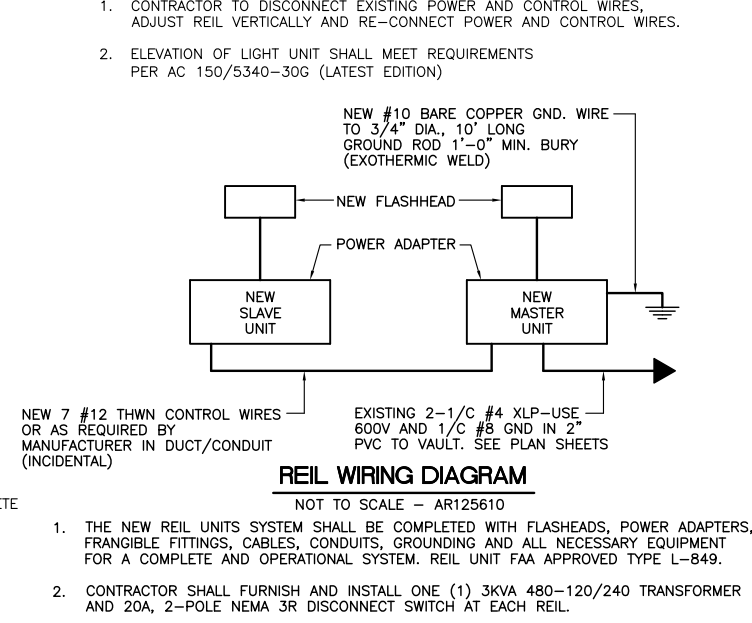 1. CONTRACTOR TO DISCONNECT EXISTING POWER AND CONTROL WIRES,
ADJUST REIL VERTICALLY AND RE-CONNECT POWER AND CONTROL WIRES.
2. ELEVATION OF LIGHT UNIT SHALL MEET REQUIREMENTS
PER AC 150/5340-30G (LATEST EDITION)
NEW #10 BARE COPPER GND. WIRE
TO 3/4" DIA., 10' LONG
GROUND ROD 1'-0" MIN. BURY
(EXOTHERMIC WELD)
NEW FLASHHEAD
POWER ADAPTER
NEW
SLAVE
UNIT
NEW
MASTER
UNIT
NEW 7 #12 THWN CONTROL WIRES
OR AS REQUIRED BY
MANUFACTURER IN DUCT/CONDUIT
(INCIDENTAL)
EXISTING 2-1/C #4 XLP-USE
600V AND 1/C #8 GND IN 2"
PVC TO VAULT. SEE PLAN SHEETS
REIL WIRING DIAGRAM
NOT TO SCALE - AR125610
ETE
1. THE NEW REIL UNITS SYSTEM SHALL BE COMPLETED WITH FLASHEADS, POWER ADAPTERS,
FRANGIBLE FITTINGS, CABLES, CONDUITS, GROUNDING AND ALL NECESSARY EQUIPMENT
FOR A COMPLETE AND OPERATIONAL SYSTEM. REIL UNIT FAA APPROVED TYPE L-849.
2. CONTRACTOR SHALL FURNISH AND INSTALL ONE (1) 3KVA 480-120/240 TRANSFORMER
AND 20A, 2-POLE NEMA 3R DISCONNECT SWITCH AT EACH REIL.